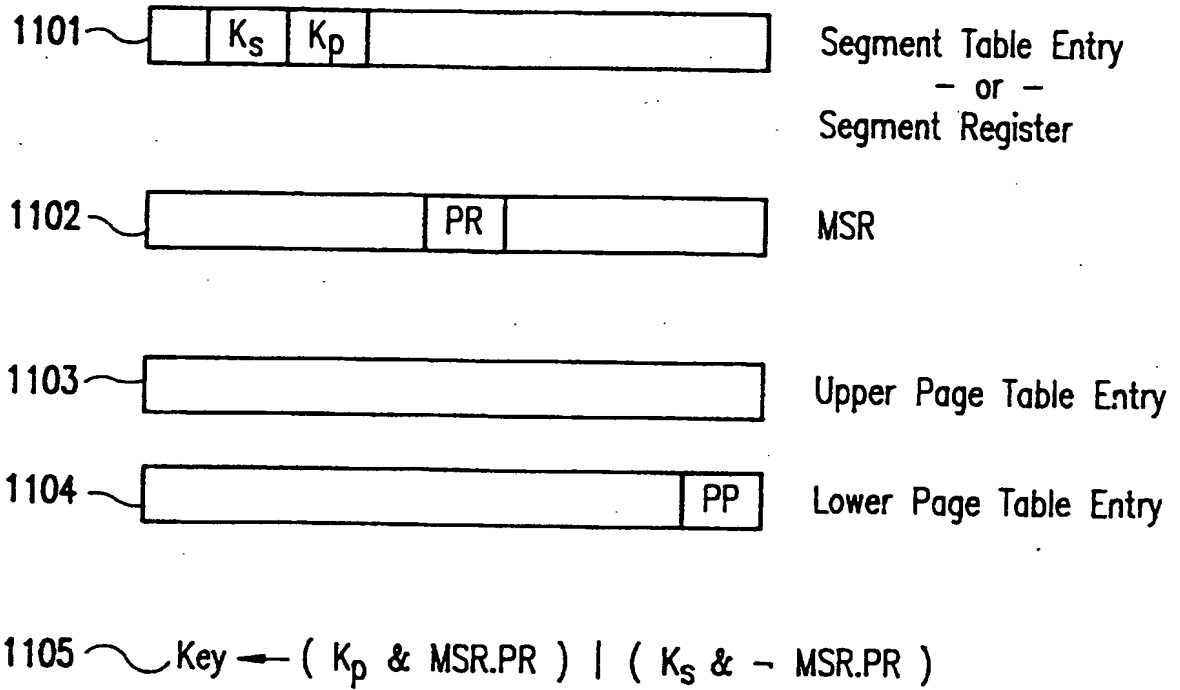 1101 Ks Kp Segment Table Entry
– or –
Segment Register
1102 PR MSR
1103 Upper Page Table Entry
1104 PP Lower Page Table Entry
1105 Key ← ( Kp & MSR.PR ) | ( Ks & ¬ MSR.PR )